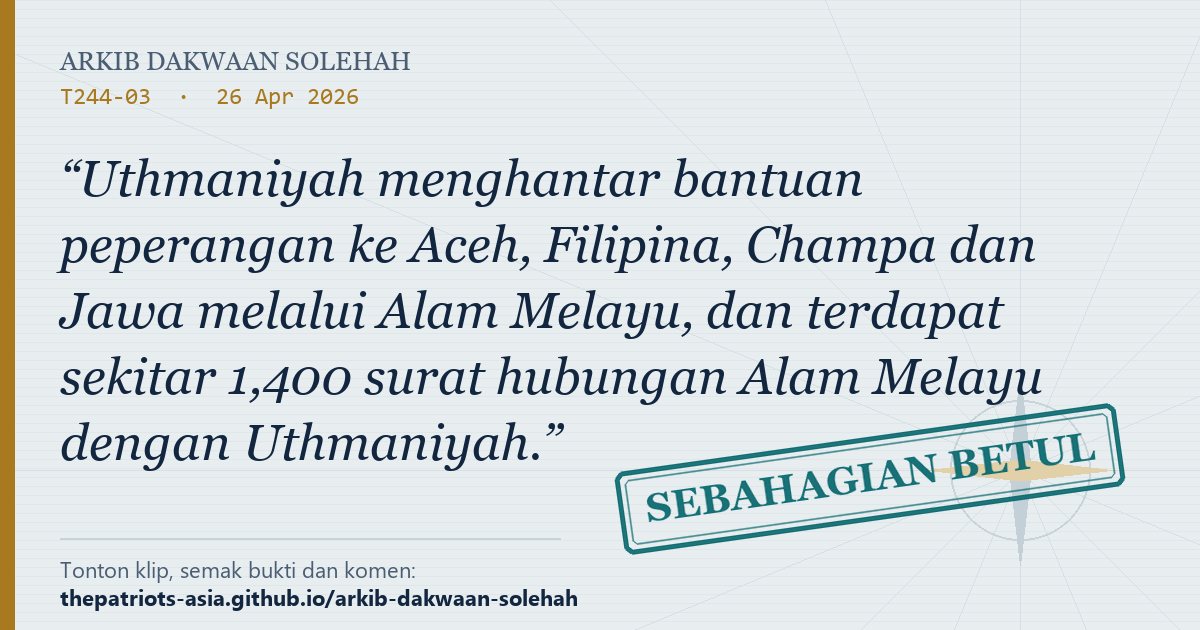 ARKIB DAKWAAN SOLEHAH
T244-03 · 26 Apr 2026
“Uthmaniyah menghantar bantuan
peperangan ke Aceh, Filipina, Champa dan
Jawa melalui Alam Melayu, dan terdapat
sekitar 1,400 surat hubungan Alam Melayu
dengan Uthmaniyah.”
SEBAHAGIAN BETUL
Tonton klip, semak bukti dan komen:
thepatriots-asia.github.io/arkib-dakwaan-solehah